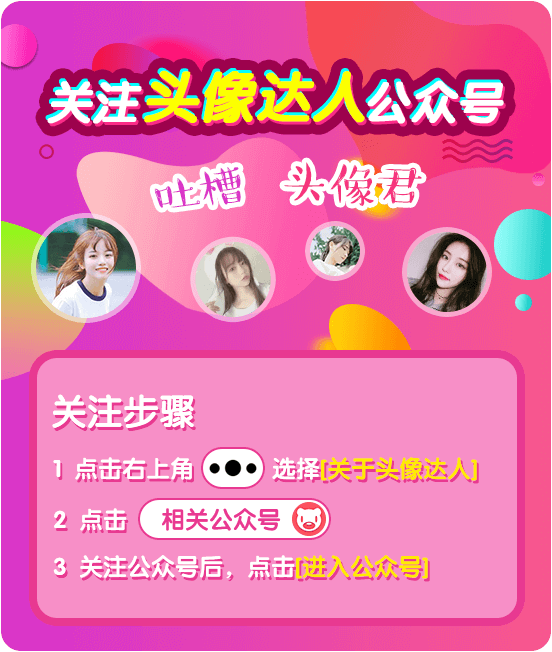 关注头像达人公众号
吐槽 头像君
关注步骤
1 点击右上角 选择[关于头像达人]
2 点击 相关公众号
3 关注公众号后，点击[进入公众号]